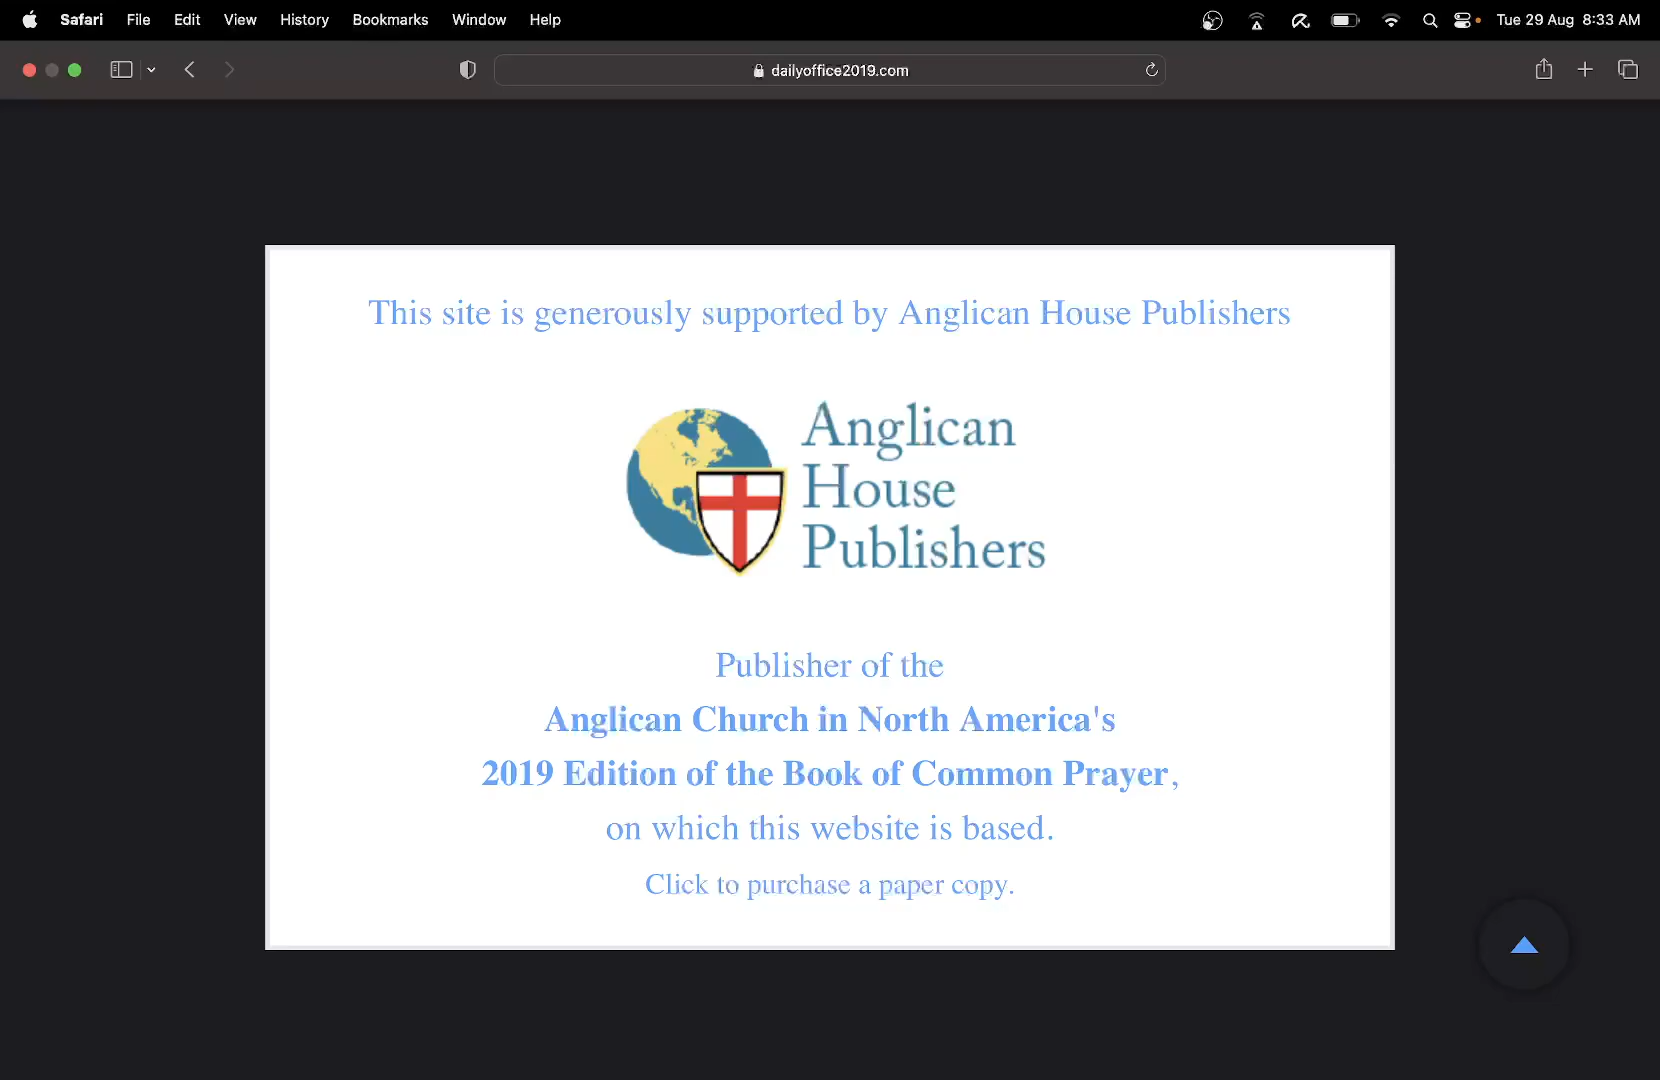 Safari File Edit View History Bookmarks Window Help Tue 29 Aug 8:33 AM
dailyoffice2019.com
This site is generously supported by Anglican House Publishers
Anglican
House
Publishers
Publisher of the
Anglican Church in North America's
2019 Edition of the Book of Common Prayer,
on which this website is based.
Click to purchase a paper copy.